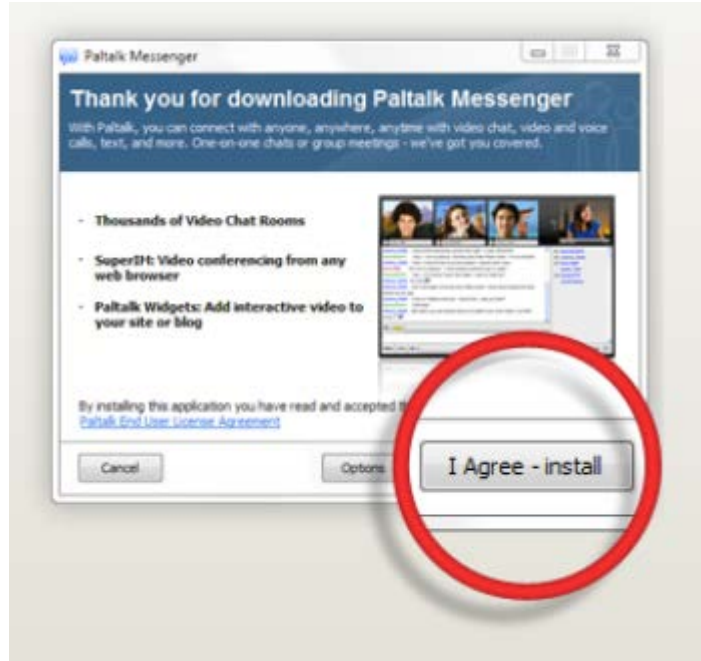 Paltalk Messenger
Thank you for downloading Paltalk Messenger
With Paltalk, you can connect with anyone, anywhere, anytime with video chat, video and voice
calls, text, and more. One-on-one chats or group meetings - we've got you covered.
- Thousands of Video Chat Rooms
- SuperIM: Video conferencing from any
web browser
- Paltalk Widgets: Add interactive video to
your site or blog
By installing this application you have read and accepted
Paltalk End User License Agreement
Cancel
Options
I Agree - install